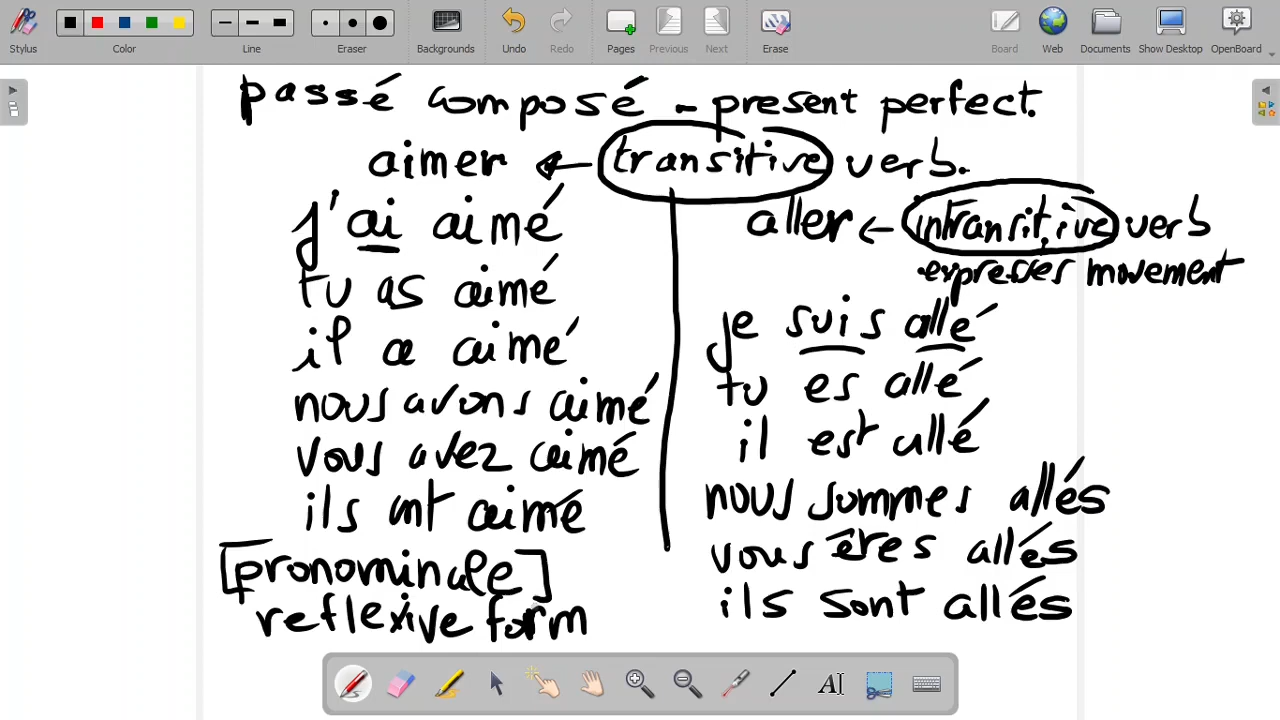 Stylus Color Line Eraser Backgrounds Undo Redo Pages Previous Next Erase Board Web Documents Show Desktop OpenBoard
passé composé - present perfect.
aimer ← transitive verb.
aller ← intransitive verb
expresses movement
j'ai aimé
tu as aimé
il a aimé
nous avons aimé
vous avez aimé
ils ont aimé
[pronominale]
reflexive form
je suis allé
tu es allé
il est allé
nous sommes allés
vous êtes allés
ils sont allés